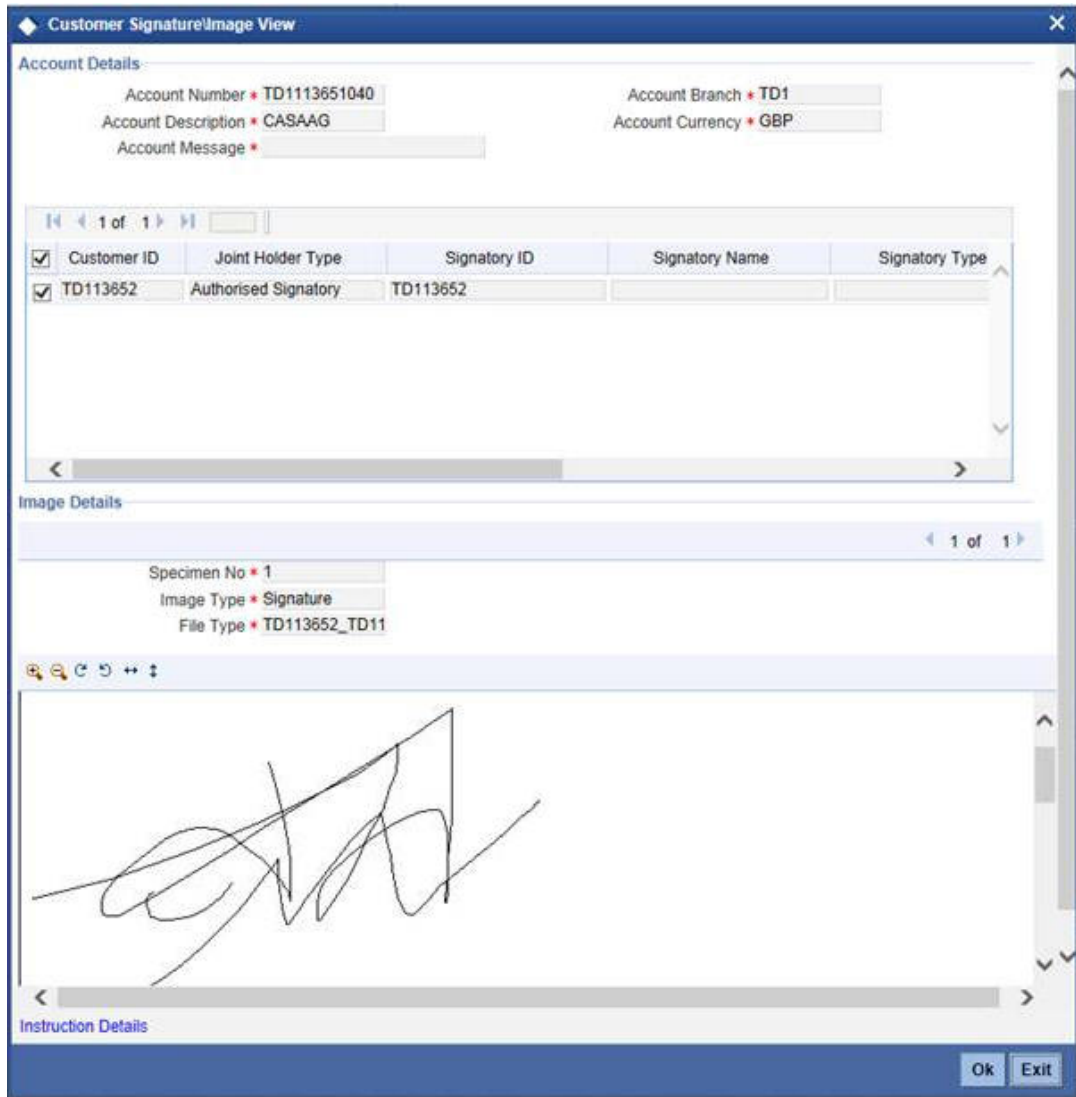 Customer Signature\Image View
Account Details
Account Number * TD1113651040 Account Branch * TD1
Account Description * CASAAG Account Currency * GBP
Account Message *
1 of 1
Customer ID Joint Holder Type Signatory ID Signatory Name Signatory Type
TD113652 Authorised Signatory TD113652
Image Details
1 of 1
Specimen No * 1
Image Type * Signature
File Type * TD113652_TD11
Instruction Details
Ok Exit